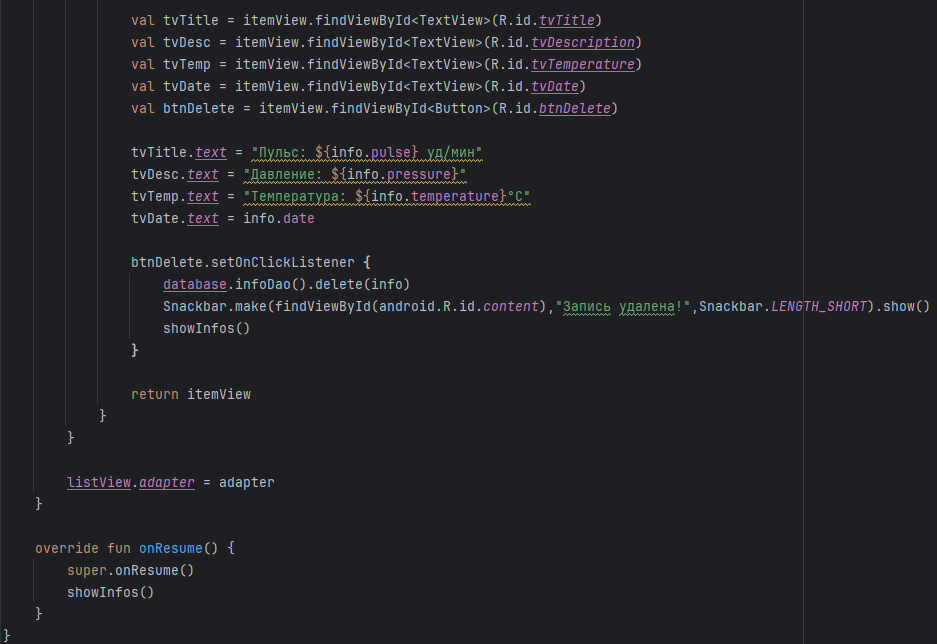 val tvTitle = itemView.findViewById<TextView>(R.id.tvTitle)
val tvDesc = itemView.findViewById<TextView>(R.id.tvDescription)
val tvTemp = itemView.findViewById<TextView>(R.id.tvTemperature)
val tvDate = itemView.findViewById<TextView>(R.id.tvDate)
val btnDelete = itemView.findViewById<Button>(R.id.btnDelete)
tvTitle.text = "Пульс: ${info.pulse} уд/мин"
tvDesc.text = "Давление: ${info.pressure}"
tvTemp.text = "Температура: ${info.temperature}°C"
tvDate.text = info.date
btnDelete.setOnClickListener {
database.infoDao().delete(info)
Snackbar.make(findViewById(android.R.id.content),"Запись удалена!",Snackbar.LENGTH_SHORT).show()
showInfos()
}
return itemView
}
}
listView.adapter = adapter
}
override fun onResume() {
super.onResume()
showInfos()
}
}